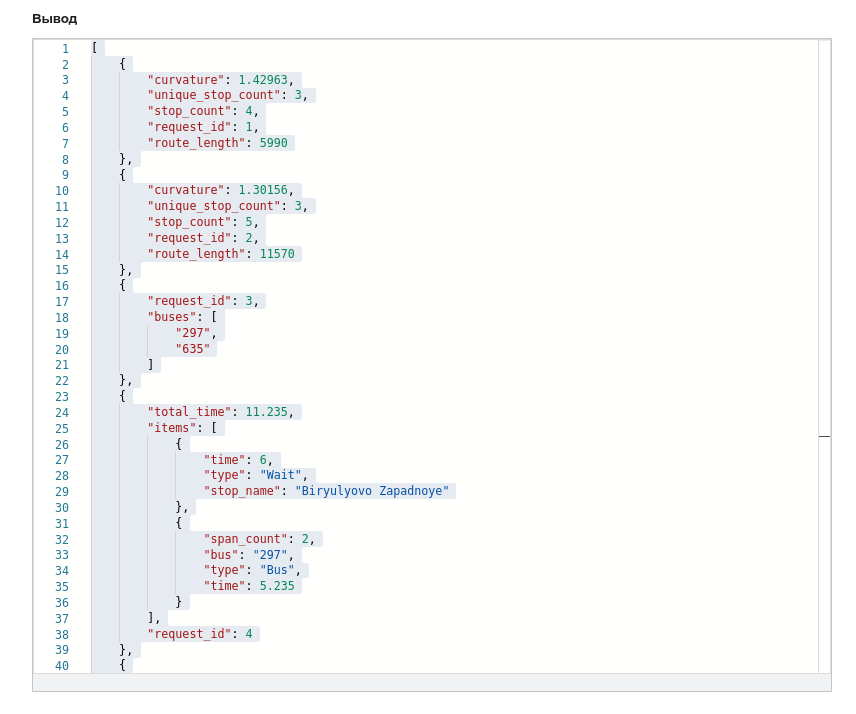 Вывод
1 [
2     {
3         "curvature": 1.42963,
4         "unique_stop_count": 3,
5         "stop_count": 4,
6         "request_id": 1,
7         "route_length": 5990
8     },
9     {
10         "curvature": 1.30156,
11         "unique_stop_count": 3,
12         "stop_count": 5,
13         "request_id": 2,
14         "route_length": 11570
15     },
16     {
17         "request_id": 3,
18         "buses": [
19             "297",
20             "635"
21         ]
22     },
23     {
24         "total_time": 11.235,
25         "items": [
26             {
27                 "time": 6,
28                 "type": "Wait",
29                 "stop_name": "Biryulyovo Zapadnoye"
30             },
31             {
32                 "span_count": 2,
33                 "bus": "297",
34                 "type": "Bus",
35                 "time": 5.235
36             }
37         ],
38         "request_id": 4
39     },
40     {